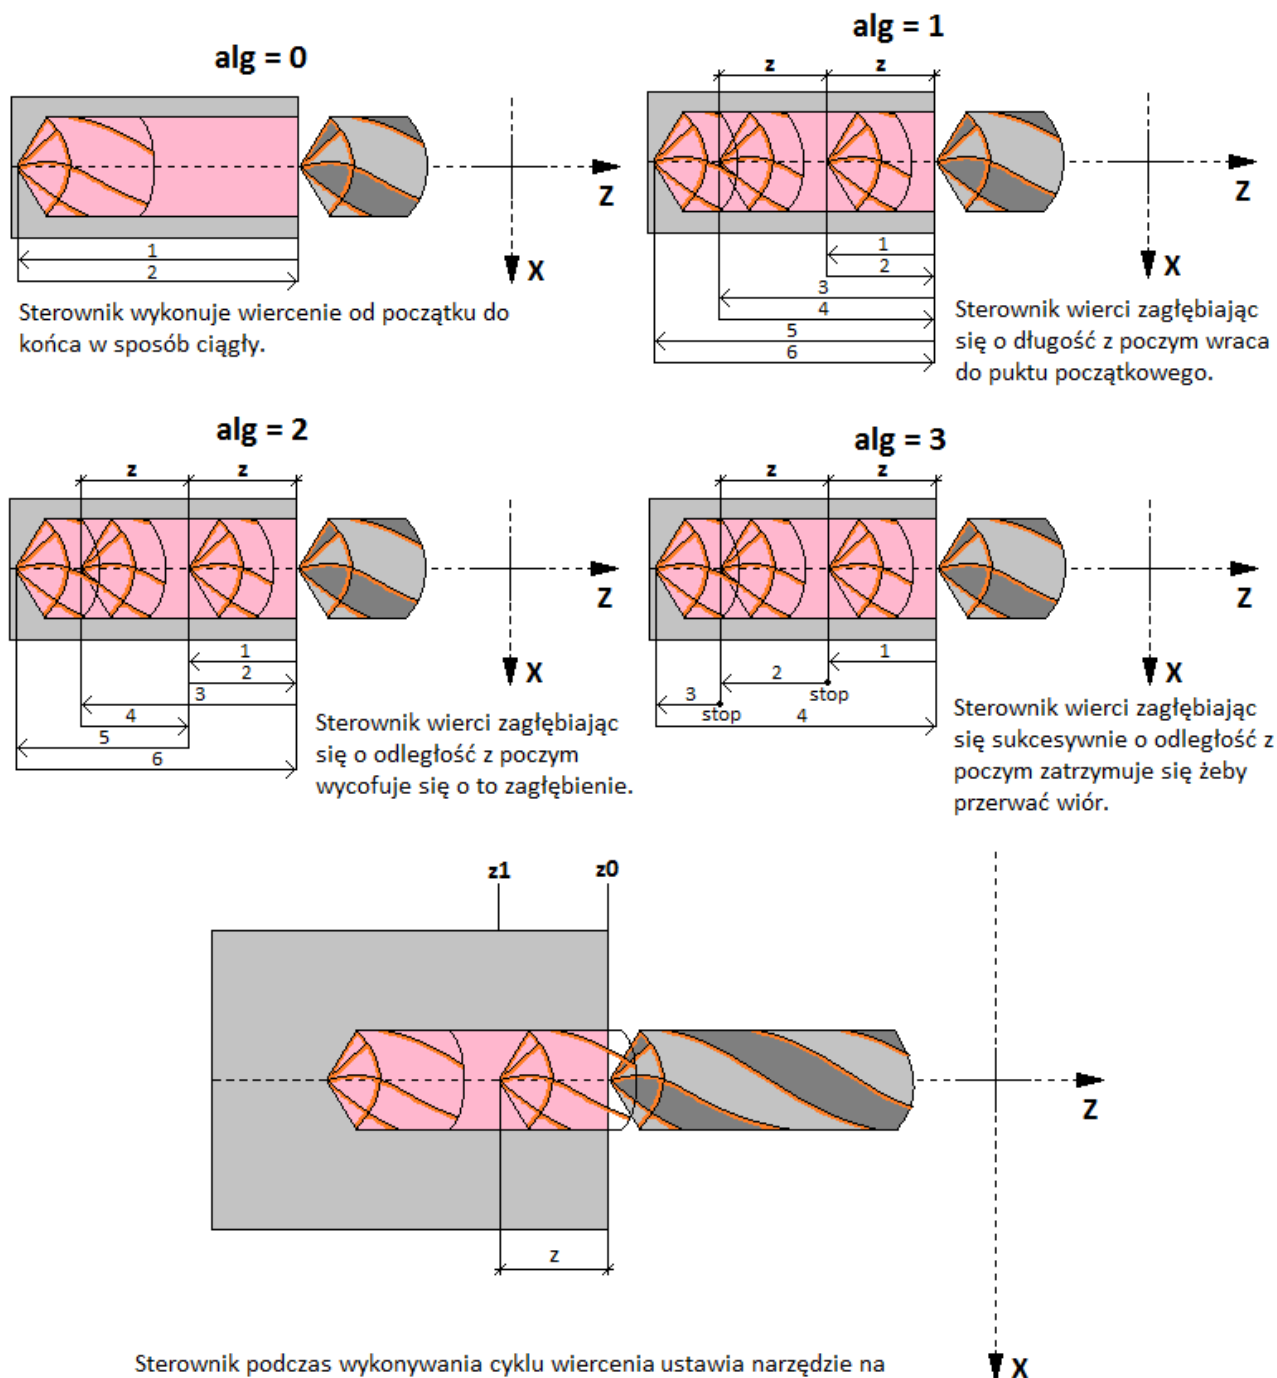 alg = 0
Z
X
1
2
Sterownik wykonuje wiercenie od początku do
końca w sposób ciągły.
alg = 1
z z
Z
X
1
2
3
4
5
6
Sterownik wierci zagłębiając
się o długość z poczym wraca
do puktu początkowego.
alg = 2
z z
Z
X
1
2
3
4
5
6
Sterownik wierci zagłębiając
się o odległość z poczym
wycofuje się o to zagłębienie.
alg = 3
z z
Z
X
1
2
stop
3
stop
4
Sterownik wierci zagłębiając
się sukcesywnie o odległość z
poczym zatrzymuje się żeby
przerwać wiór.
z1 z0
Z
z
X
Sterownik podczas wykonywania cyklu wiercenia ustawia narzędzie na